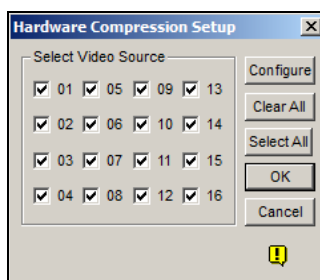 Hardware Compression Setup
Select Video Source
01 05 09 13
02 06 10 14
03 07 11 15
04 08 12 16
Configure
Clear All
Select All
OK
Cancel